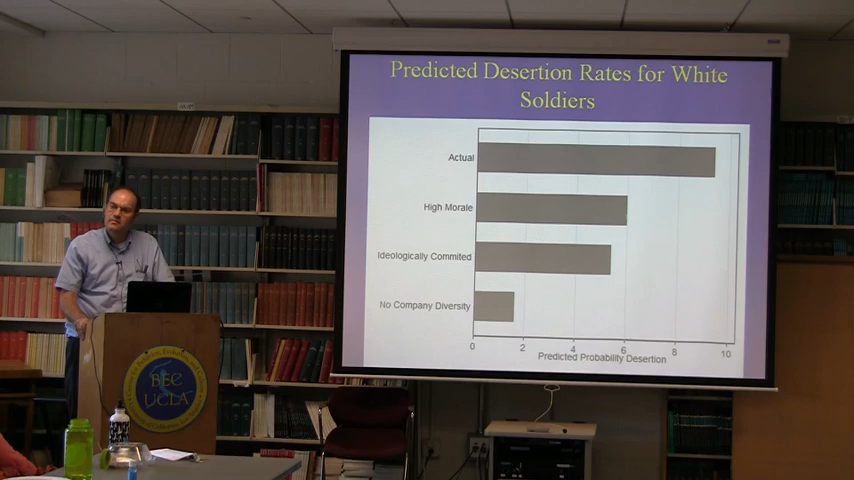 Predicted Desertion Rates for White
Soldiers
Actual
High Morale
Ideologically Commited
No Company Diversity
0 2 4 6 8 10
Predicted Probability Desertion
BEC
UCLA